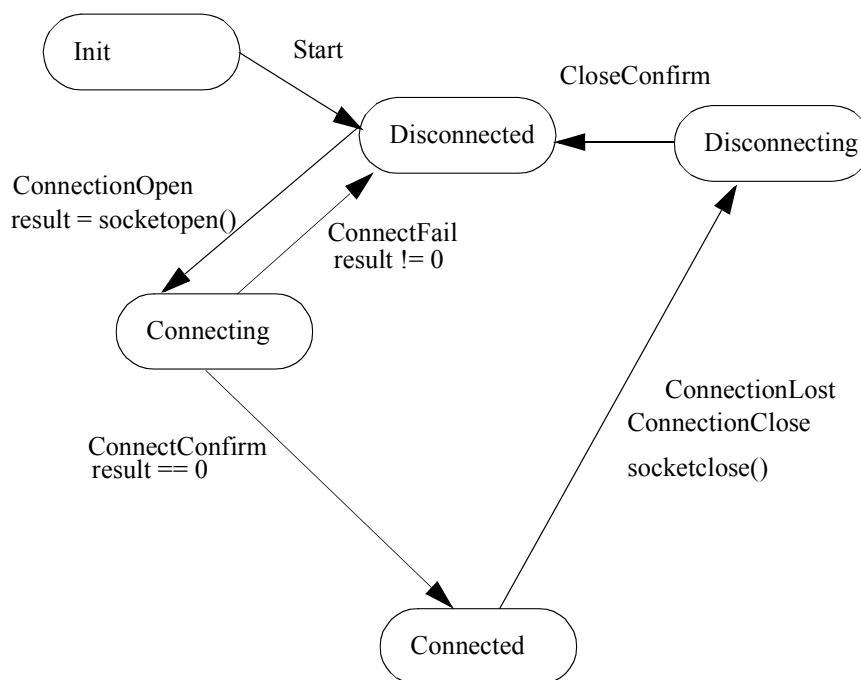 Init
Start
CloseConfirm
Disconnected
Disconnecting
ConnectionOpen
result = socketopen()
ConnectFail
result != 0
Connecting
ConnectionLost
ConnectionClose
socketclose()
ConnectConfirm
result == 0
Connected